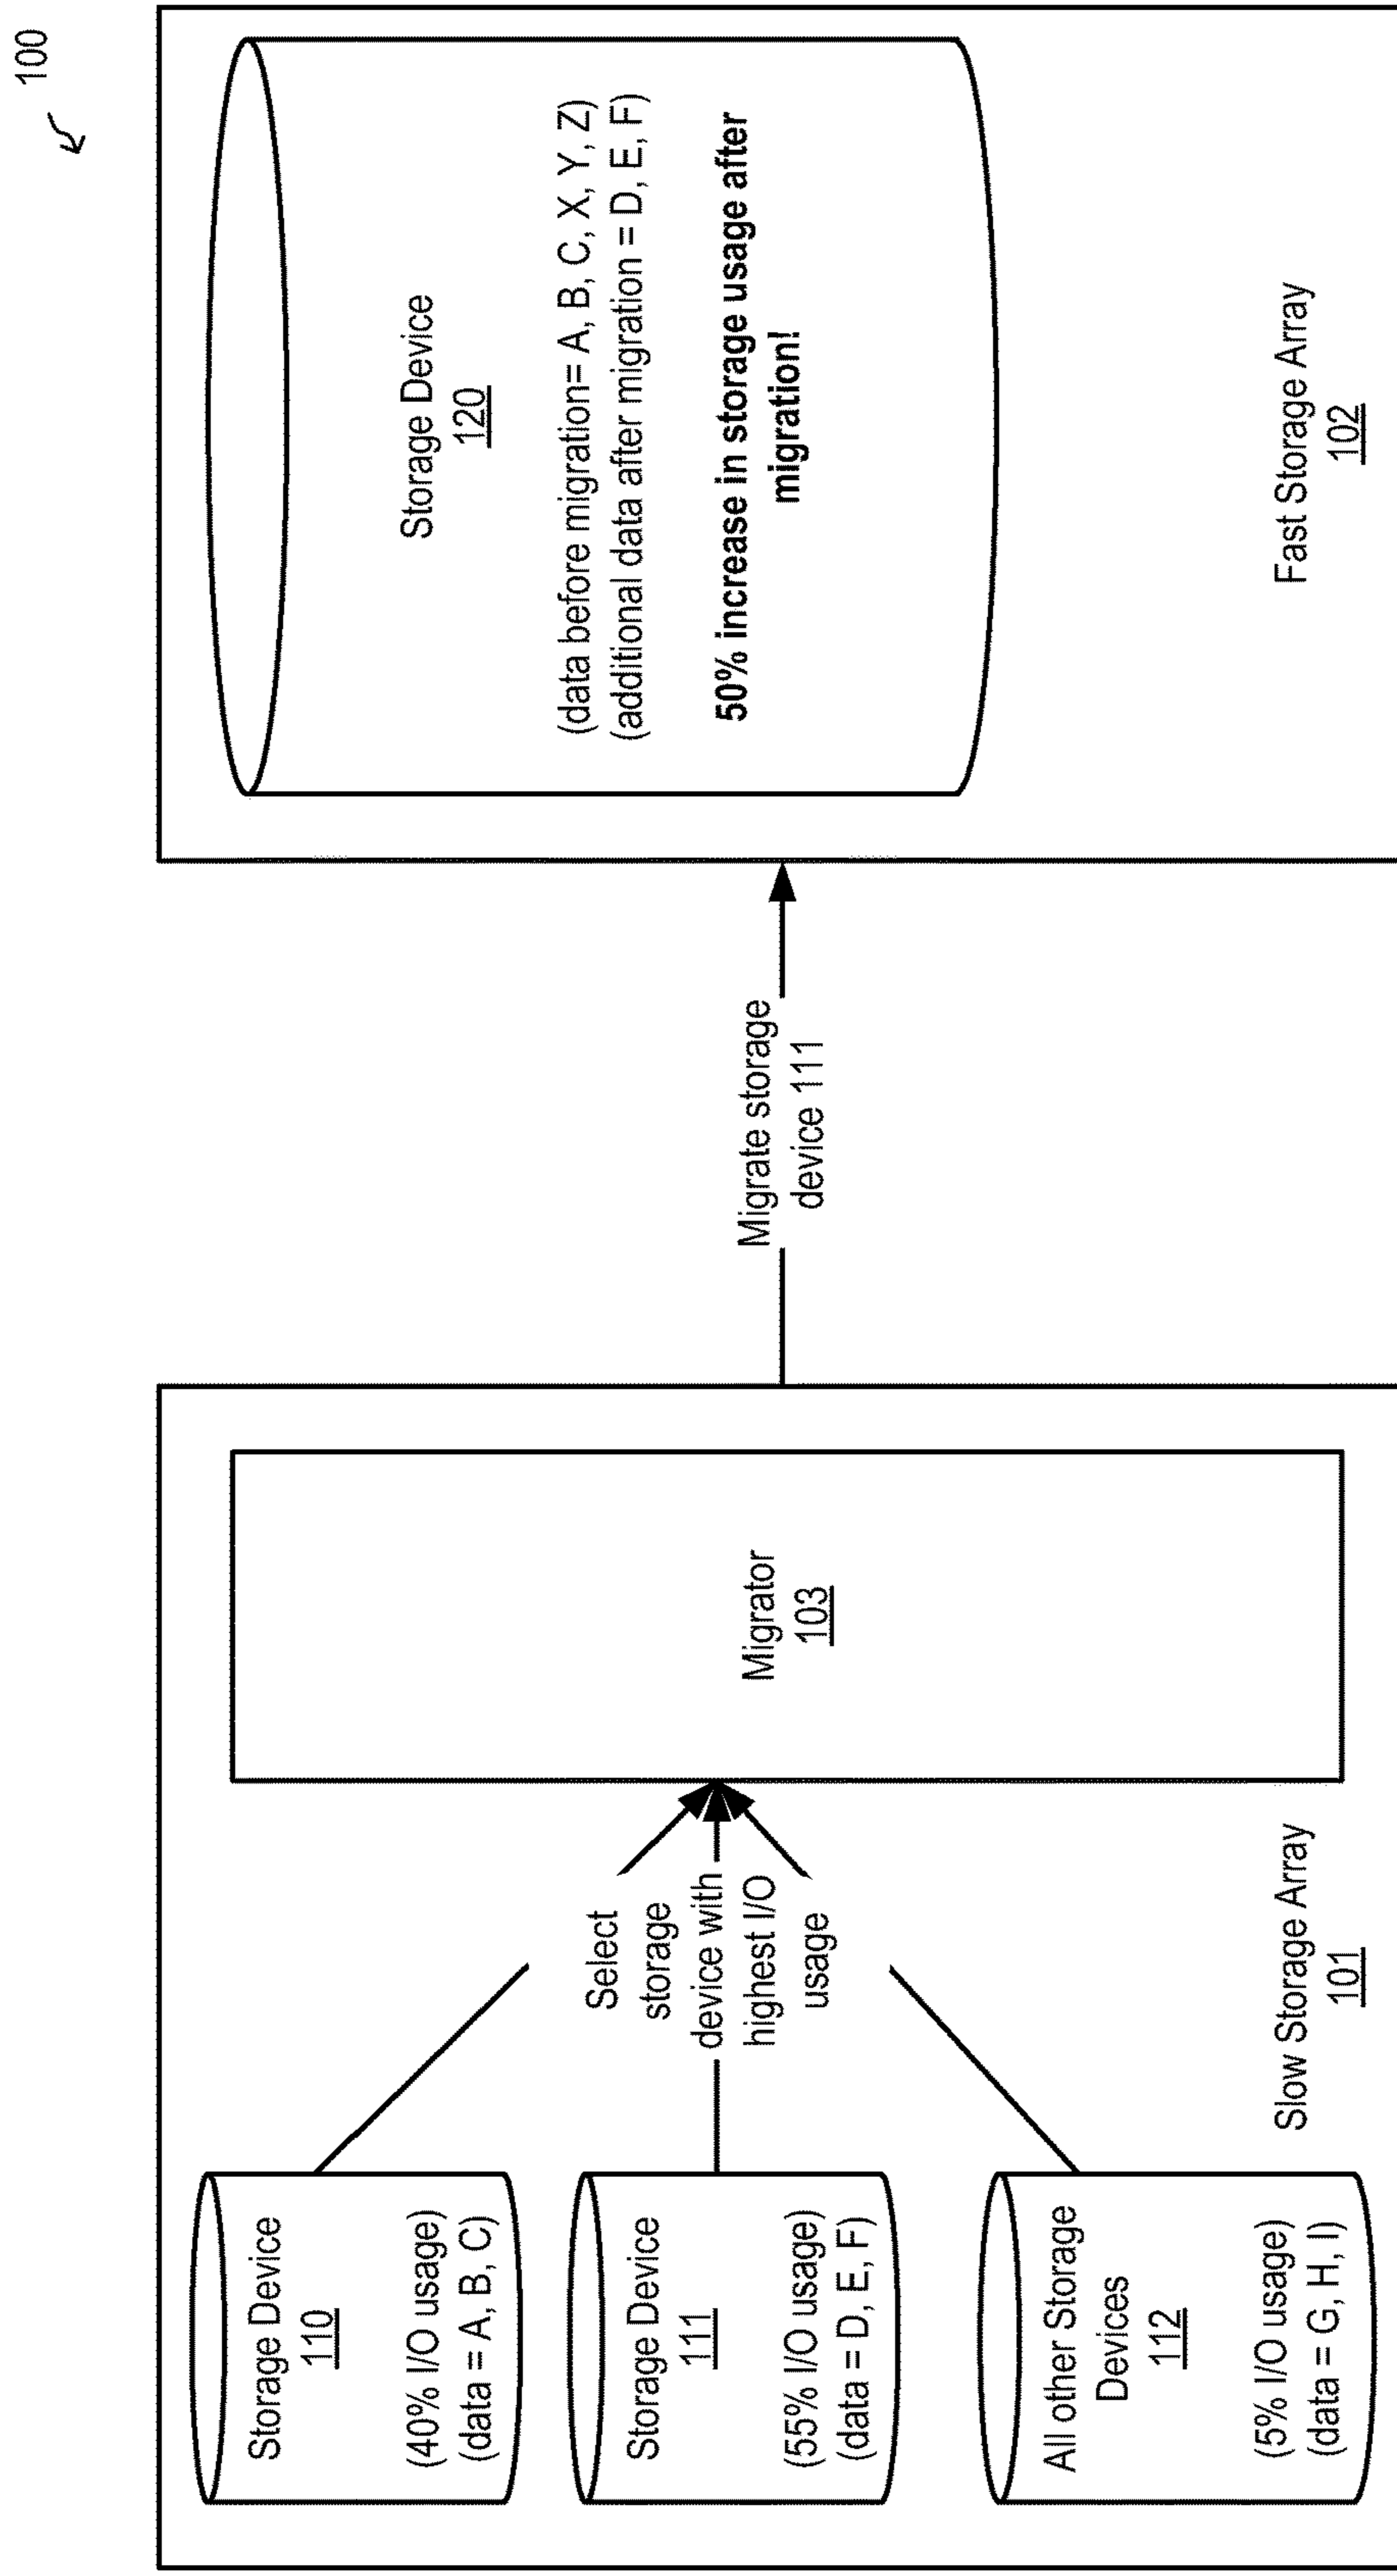 100
Storage Device
110
(40% I/O usage)
(data = A, B, C)
Storage Device
111
(55% I/O usage)
(data = D, E, F)
All other Storage
Devices
112
(5% I/O usage)
(data = G, H, I)
Select
storage
device with
highest I/O
usage
Migrator
103
Slow Storage Array
101
Migrate storage
device 111
Storage Device
120
(data before migration= A, B, C, X, Y, Z)
(additional data after migration = D, E, F)
50% increase in storage usage after
migration!
Fast Storage Array
102